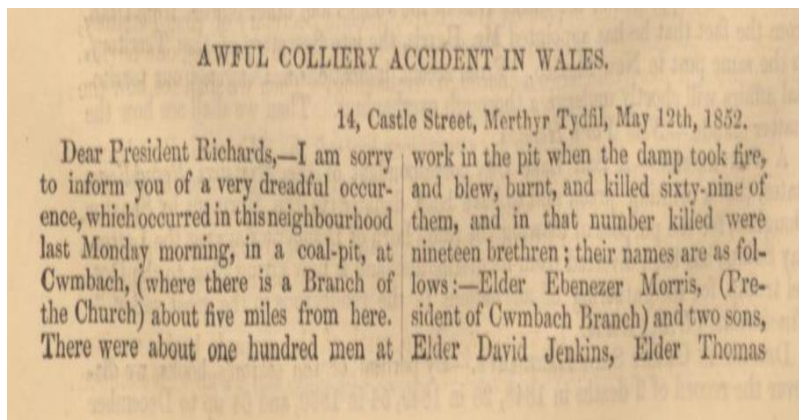 AWFUL COLLIERY ACCIDENT IN WALES.
14, Castle Street, Merthyr Tydfil, May 12th, 1852.
Dear President Richards,—I am sorry
to inform you of a very dreadful occur-
ence, which occurred in this neighbourhood
last Monday morning, in a coal-pit, at
Cwmbach, (where there is a Branch of
the Church) about five miles from here.
There were about one hundred men at
work in the pit when the damp took fire,
and blew, burnt, and killed sixty-nine of
them, and in that number killed were
nineteen brethren; their names are as fol-
lows:—Elder Ebenezer Morris, (Pre-
sident of Cwmbach Branch) and two sons,
Elder David Jenkins, Elder Thomas